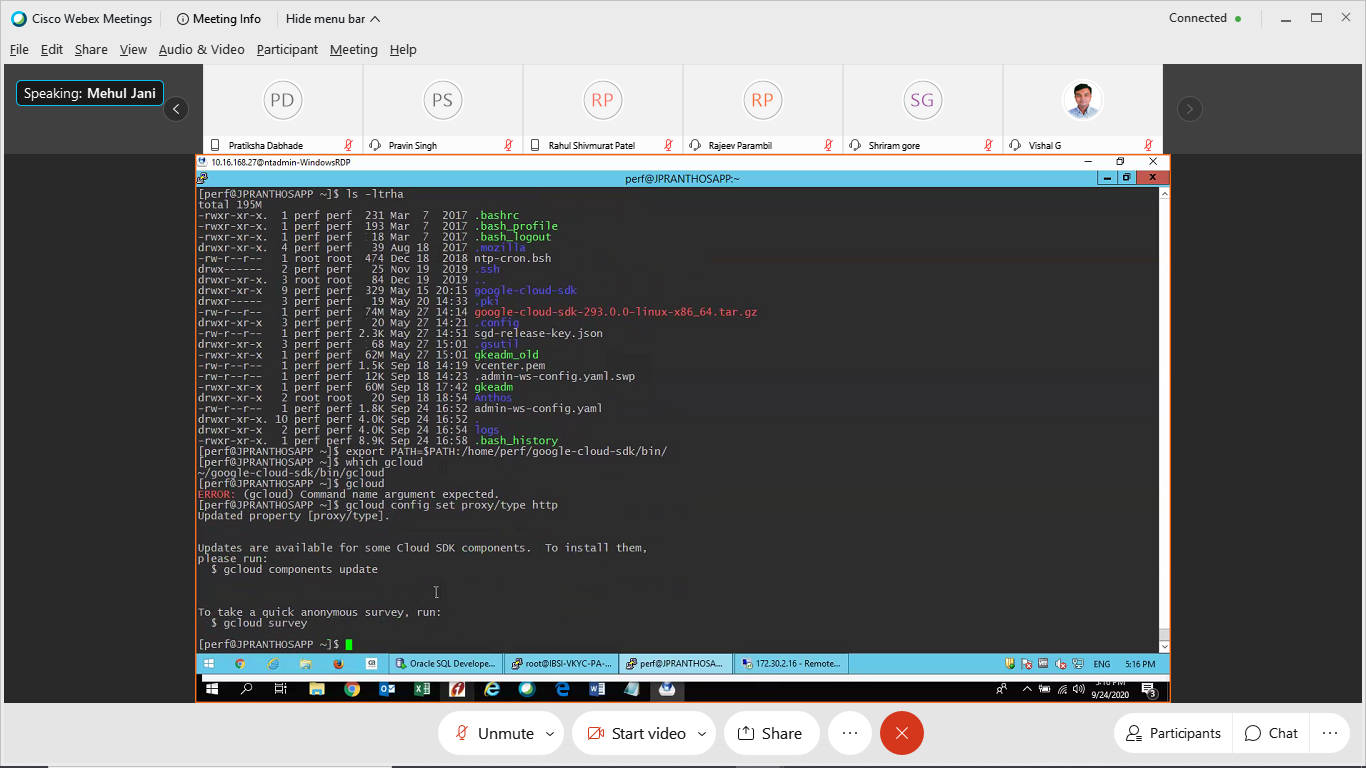 Cisco Webex Meetings
Meeting Info
Hide menu bar
Connected
File Edit Share View Audio & Video Participant Meeting Help
Speaking: Mehul Jani
PD PS RP RP SG
Pratiksha Dabhade Pravin Singh Rahul Shivmurat Patel Rajeev Parambil Shriram gore Vishal G
10.16.168.27@ntadmin-WindowsRDP
perf@JPRANTHOSAPP:~
[perf@JPRANTHOSAPP ~]$ ls -ltrha
total 195M
-rwxr-xr-x. 1 perf perf 231 Mar 7 2017 .bashrc
-rwxr-xr-x. 1 perf perf 193 Mar 7 2017 .bash_profile
-rwxr-xr-x. 1 perf perf 18 Mar 7 2017 .bash_logout
drwxr-xr-x. 4 perf perf 39 Aug 18 2017 .mozilla
-rw-r--r-- 1 root root 474 Dec 18 2018 ntp-cron.bsh
drwx------ 2 perf perf 25 Nov 19 2019 .ssh
drwxr-xr-x. 3 root root 84 Dec 19 2019 ..
drwxr-xr-x 9 perf perf 329 May 15 20:15 google-cloud-sdk
drwxr----- 3 perf perf 19 May 20 14:33 .pki
-rw-r--r-- 1 perf perf 74M May 27 14:14 google-cloud-sdk-293.0.0-linux-x86_64.tar.gz
drwxr-xr-x 3 perf perf 20 May 27 14:21 .config
-rw-r--r-- 1 perf perf 2.3K May 27 14:51 sgd-release-key.json
drwxr-xr-x 3 perf perf 68 May 27 15:01 .gsutil
-rwxr-xr-x 1 perf perf 62M May 27 15:01 gkeadm_old
-rw-r--r-- 1 perf perf 1.5K Sep 18 14:19 vcenter.pem
-rw-r--r-- 1 perf perf 12K Sep 18 14:23 .admin-ws-config.yaml.swp
-rwxr-xr-x 1 perf perf 60M Sep 18 17:42 gkeadm
drwxr-xr-x 2 root root 20 Sep 18 18:54 Anthos
-rw-r--r-- 1 perf perf 1.8K Sep 24 16:52 admin-ws-config.yaml
drwxr-xr-x. 10 perf perf 4.0K Sep 24 16:52 .
drwxr-xr-x 2 perf perf 4.0K Sep 24 16:54 logs
-rwxr-xr-x. 1 perf perf 8.9K Sep 24 16:58 .bash_history
[perf@JPRANTHOSAPP ~]$ export PATH=$PATH:/home/perf/google-cloud-sdk/bin/
[perf@JPRANTHOSAPP ~]$ which gcloud
~/google-cloud-sdk/bin/gcloud
[perf@JPRANTHOSAPP ~]$ gcloud
ERROR: (gcloud) Command name argument expected.
[perf@JPRANTHOSAPP ~]$ gcloud config set proxy/type http
Updated property [proxy/type].
Updates are available for some Cloud SDK components. To install them,
please run:
$ gcloud components update
To take a quick anonymous survey, run:
$ gcloud survey
[perf@JPRANTHOSAPP ~]$
Oracle SQL Develope... root@IBSI-VKYC-PA-... perf@JPRANTHOSA... 172.30.2.16 - Remote... ENG 5:16 PM
9/24/2020
3
Unmute Start video Share Participants Chat